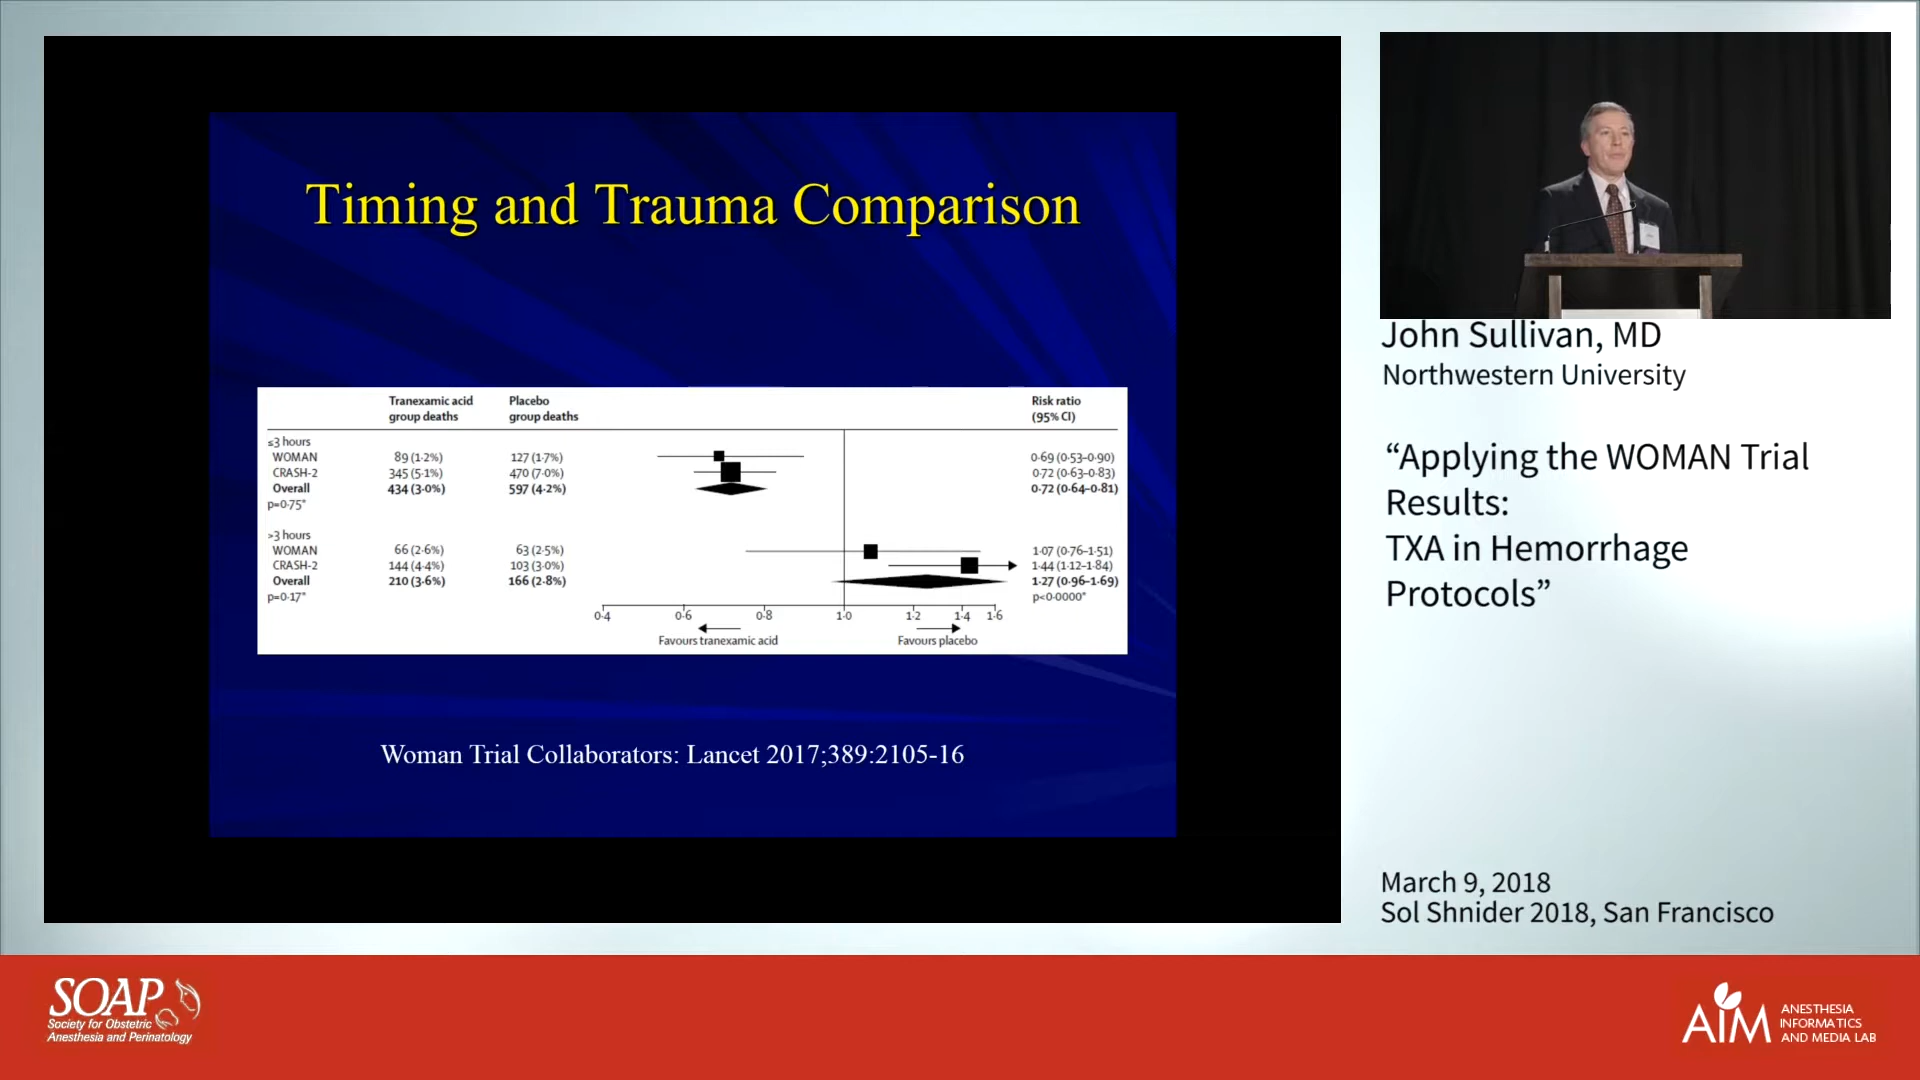 Timing and Trauma Comparison
Tranexamic acid group deaths
Placebo group deaths
Risk ratio (95% CI)
≤3 hours
WOMAN 89 (1·2%) 127 (1·7%) 0·69 (0·53–0·90)
CRASH-2 345 (5·1%) 470 (7·0%) 0·72 (0·63–0·83)
Overall 434 (3·0%) 597 (4·2%) 0·72 (0·64–0·81)
p=0·75*
>3 hours
WOMAN 66 (2·6%) 63 (2·5%) 1·07 (0·76–1·51)
CRASH-2 144 (4·4%) 103 (3·0%) 1·44 (1·12–1·84)
Overall 210 (3·6%) 166 (2·8%) 1·27 (0·96–1·69)
p=0·17* p<0·0000*
0·4 0·6 0·8 1·0 1·2 1·4 1·6
Favours tranexamic acid Favours placebo
Woman Trial Collaborators: Lancet 2017;389:2105-16
John Sullivan, MD
Northwestern University
“Applying the WOMAN Trial
Results:
TXA in Hemorrhage
Protocols”
March 9, 2018
Sol Shnider 2018, San Francisco
SOAP
Society for Obstetric
Anesthesia and Perinatology
AIM
ANESTHESIA
INFORMATICS
AND MEDIA LAB